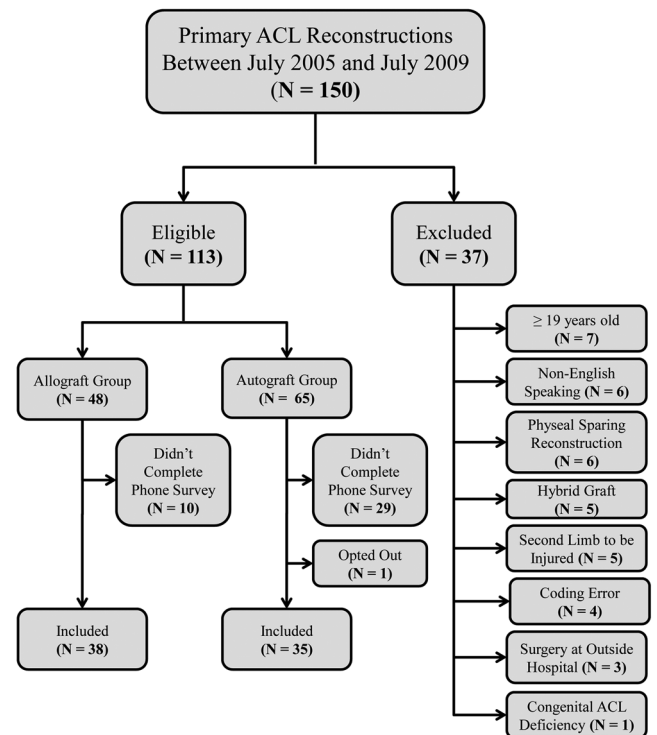 Primary ACL Reconstructions
Between July 2005 and July 2009
(N = 150)
Eligible
(N = 113)
Excluded
(N = 37)
Allograft Group
(N = 48)
Autograft Group
(N = 65)
Didn't
Complete
Phone Survey
(N = 10)
Didn't
Complete
Phone Survey
(N = 29)
Opted Out
(N = 1)
Included
(N = 38)
Included
(N = 35)
≥ 19 years old
(N = 7)
Non-English
Speaking (N = 6)
Physeal Sparing
Reconstruction
(N = 6)
Hybrid Graft
(N = 5)
Second Limb to be
Injured (N = 5)
Coding Error
(N = 4)
Surgery at Outside
Hospital (N = 3)
Congenital ACL
Deficiency (N = 1)